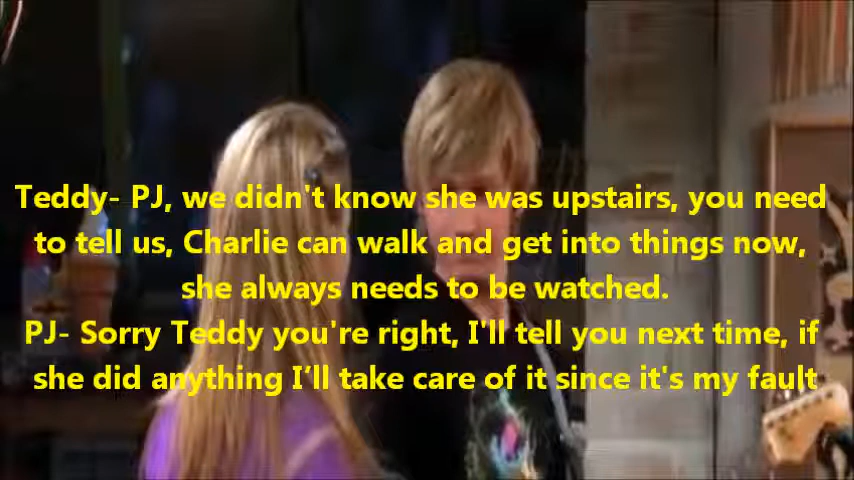 Teddy- PJ, we didn't know she was upstairs, you need
to tell us, Charlie can walk and get into things now,
she always needs to be watched.
PJ- Sorry Teddy you're right, I'll tell you next time, if
she did anything I’ll take care of it since it's my fault